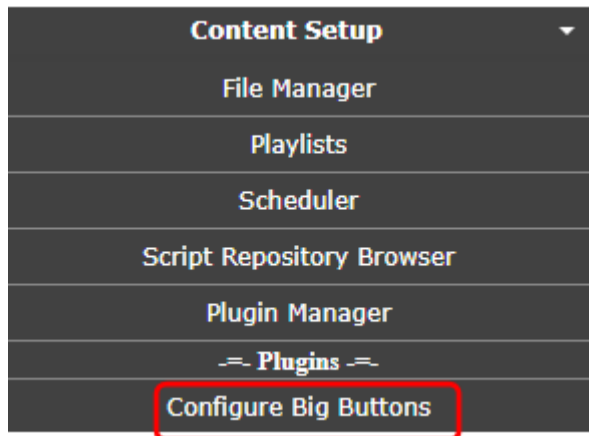 Content Setup
File Manager
Playlists
Scheduler
Script Repository Browser
Plugin Manager
-=- Plugins -=-
Configure Big Buttons